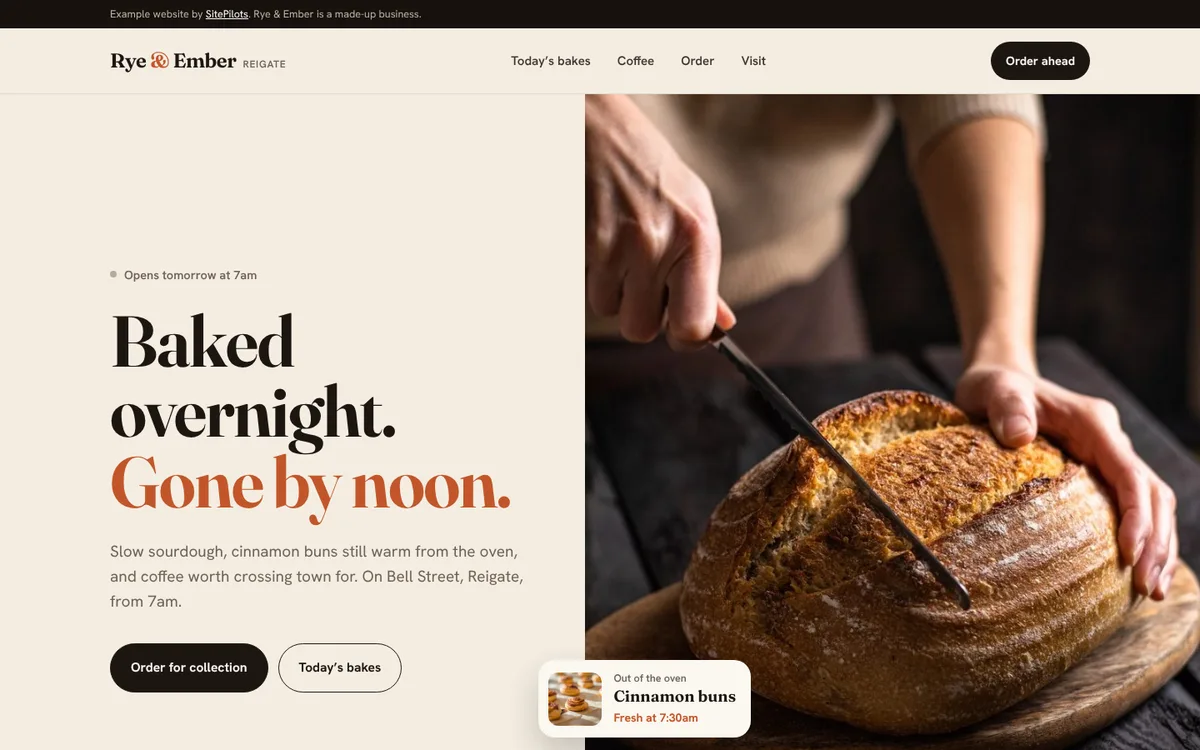 Example website by SitePilots. Rye & Ember is a made-up business.
Rye & Ember REIGATE
Today’s bakes
Coffee
Order
Visit
Order ahead
Opens tomorrow at 7am
Baked
overnight.
Gone by noon.
Slow sourdough, cinnamon buns still warm from the oven,
and coffee worth crossing town for. On Bell Street, Reigate,
from 7am.
Order for collection
Today’s bakes
Out of the oven
Cinnamon buns
Fresh at 7:30am